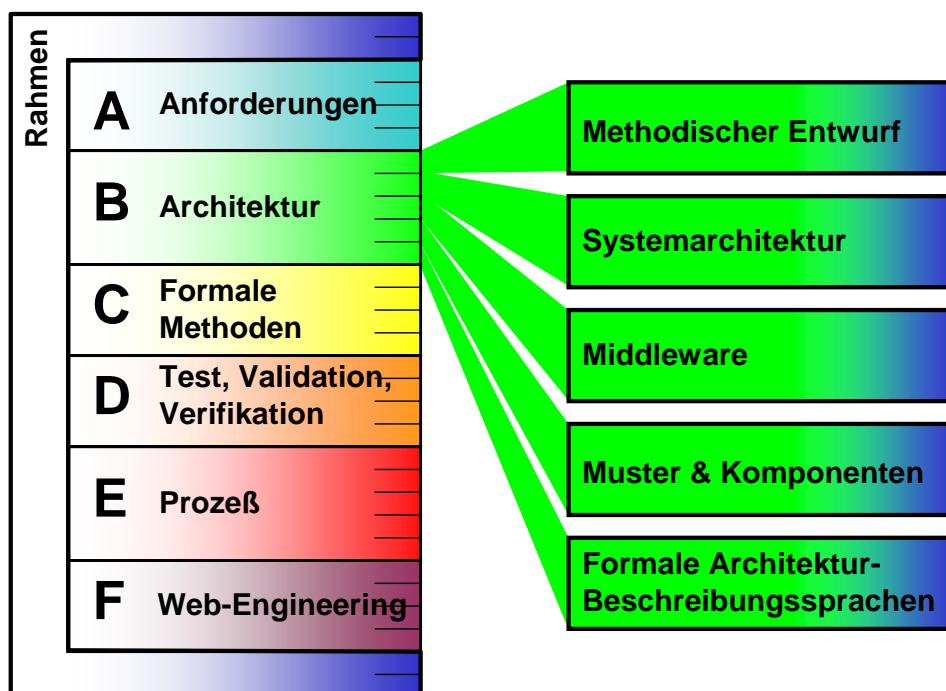 Rahmen
A Anforderungen
B Architektur
C Formale
Methoden
D Test, Validation,
Verifikation
E Prozeß
F Web-Engineering
Methodischer Entwurf
Systemarchitektur
Middleware
Muster & Komponenten
Formale Architektur-
Beschreibungssprachen